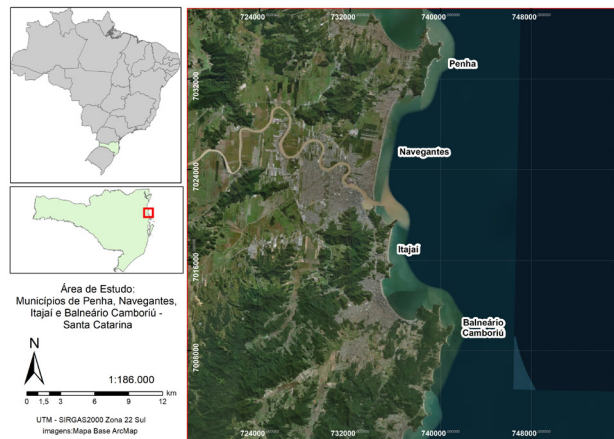 724000
732000
740000
748000
7032000
7024000
7016000
7008000
Penha
Navegantes
Itajaí
Balneário
Camboriú
724000
732000
740000
748000
Área de Estudo:
Municípios de Penha, Navegantes,
Itajaí e Balneário Camboriú -
Santa Catarina
N
1:186.000
km
0 1,5 3 6 9 12
UTM - SIRGAS2000 Zona 22 Sul
imagens:Mapa Base ArcMap